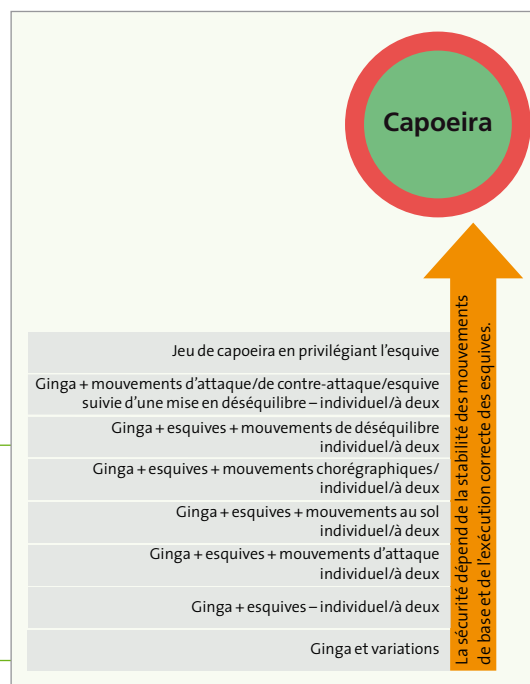 Capoeira
Jeu de capoeira en privilégiant l'esquive
Ginga + mouvements d'attaque/de contre-attaque/esquive
suivie d'une mise en déséquilibre – individuel/à deux
Ginga + esquives + mouvements de déséquilibre
individuel/à deux
Ginga + esquives + mouvements chorégraphiques/
individuel/à deux
Ginga + esquives + mouvements au sol
individuel/à deux
Ginga + esquives + mouvements d'attaque
individuel/à deux
Ginga + esquives – individuel/à deux
Ginga et variations
La sécurité dépend de la stabilité des mouvements
de base et de l'exécution correcte des esquives.